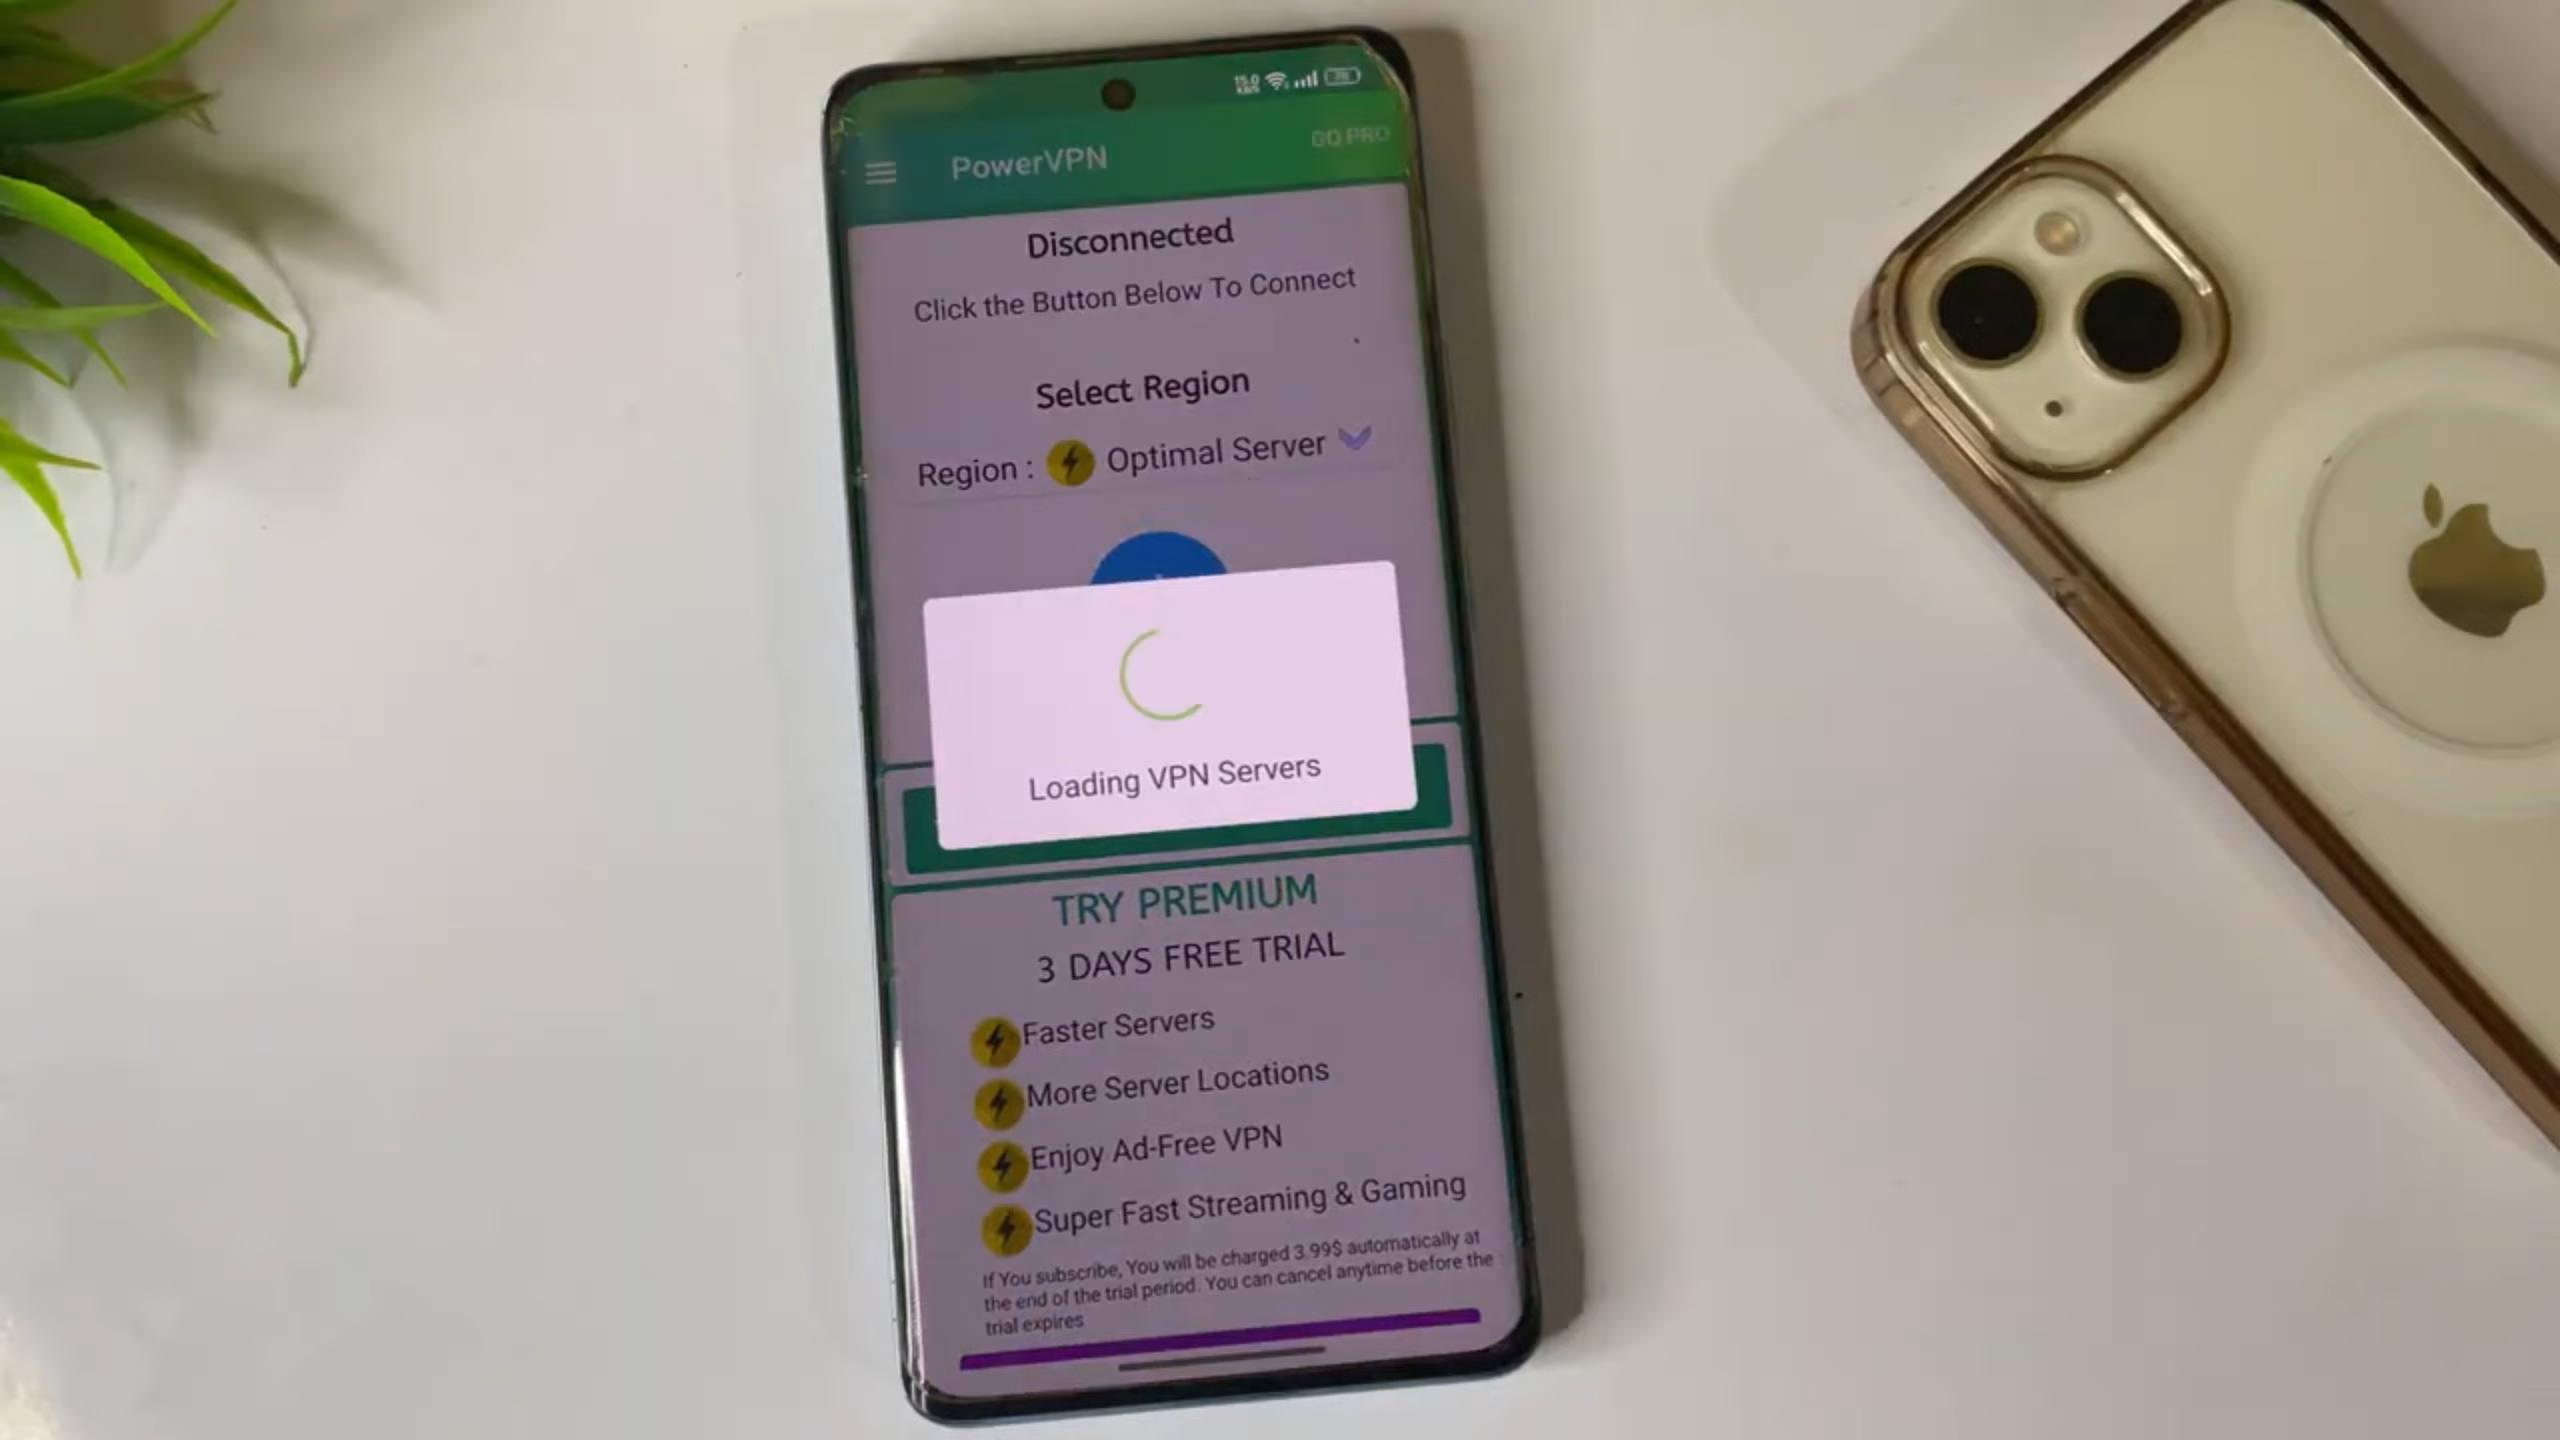 15.0
KB/S
PowerVPN
GO PRO
Disconnected
Click the Button Below To Connect
Select Region
Region : Optimal Server
Loading VPN Servers
TRY PREMIUM
3 DAYS FREE TRIAL
Faster Servers
More Server Locations
Enjoy Ad-Free VPN
Super Fast Streaming & Gaming
If You subscribe, You will be charged 3.99$ automatically at
the end of the trial period. You can cancel anytime before the
trial expires